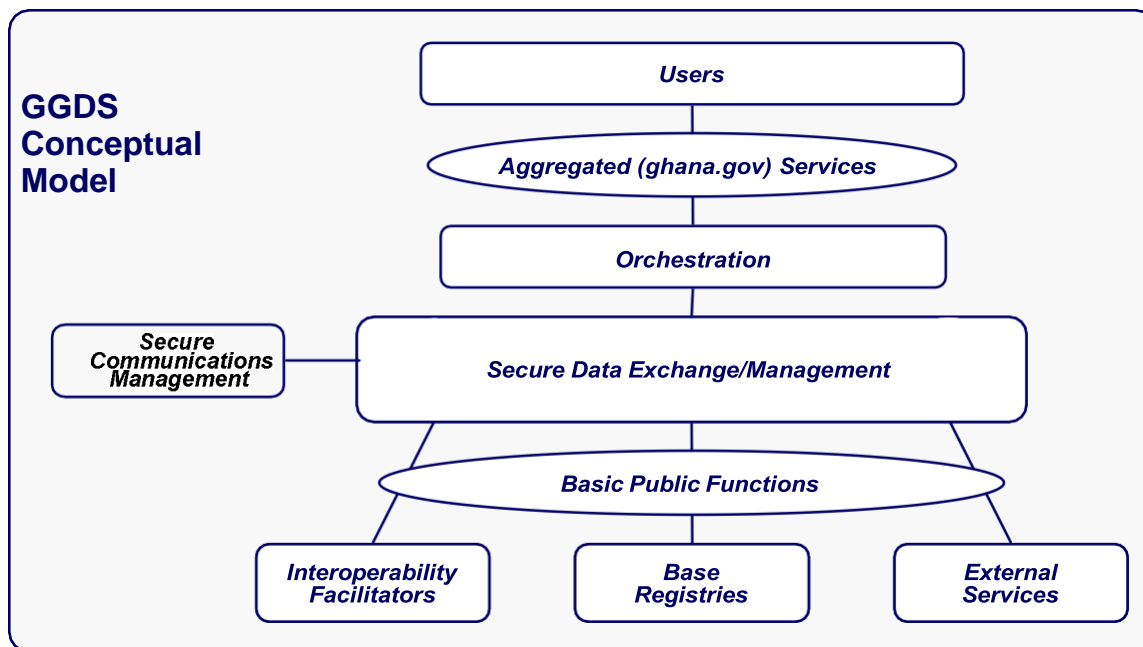 GGDS
Conceptual
Model
Users
Aggregated (ghana.gov) Services
Orchestration
Secure
Communications
Management
Secure Data Exchange/Management
Basic Public Functions
Interoperability
Facilitators
Base
Registries
External
Services